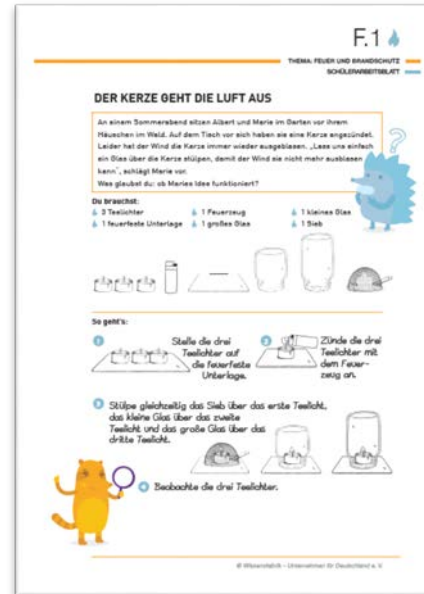 F.1
THEMA: FEUER UND BRANDSCHUTZ
SCHÜLERARBEITSBLATT
DER KERZE GEHT DIE LUFT AUS
An einem Sommerabend sitzen Albert und Marie im Garten vor ihrem
Häuschen im Wald. Auf dem Tisch vor sich haben sie eine Kerze angezündet.
Leider hat der Wind die Kerze immer wieder ausgeblasen. „Lass uns einfach
ein Glas über die Kerze stülpen, damit der Wind sie nicht mehr ausblasen
kann", schlägt Marie vor.
Was glaubst du: ob Maries Idee funktioniert?
?
Du brauchst:
3 Teelichter
1 Feuerzeug
1 kleines Glas
1 feuerfeste Unterlage
1 großes Glas
1 Sieb
So geht's:
1 Stelle die drei
Teelichter auf
die feuerfeste
Unterlage.
2 Zünde die drei
Teelichter mit
dem Feuer-
zeug an.
3 Stülpe gleichzeitig das Sieb über das erste Teelicht,
das kleine Glas über das zweite
Teelicht und das große Glas über das
dritte Teelicht.
4 Beobachte die drei Teelichter.
© Wissensfabrik – Unternehmen für Deutschland e. V.